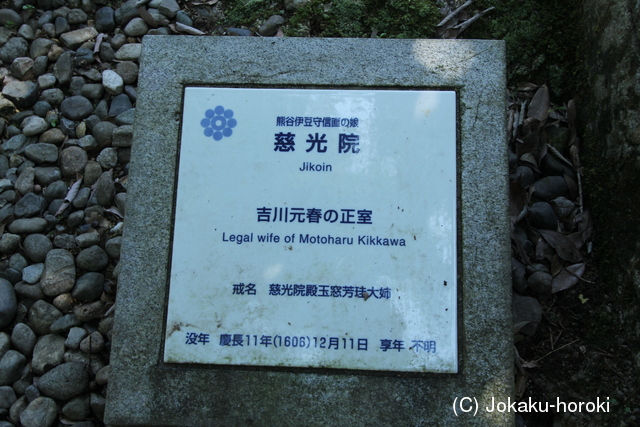 熊谷伊豆守信直の娘
慈光院
Jikoin
吉川元春の正室
Legal wife of Motoharu Kikkawa
戒名 慈光院殿玉窓芳珪大姉
没年 慶長11年(1606)12月11日 享年 不明
(C) Jokaku-horoki